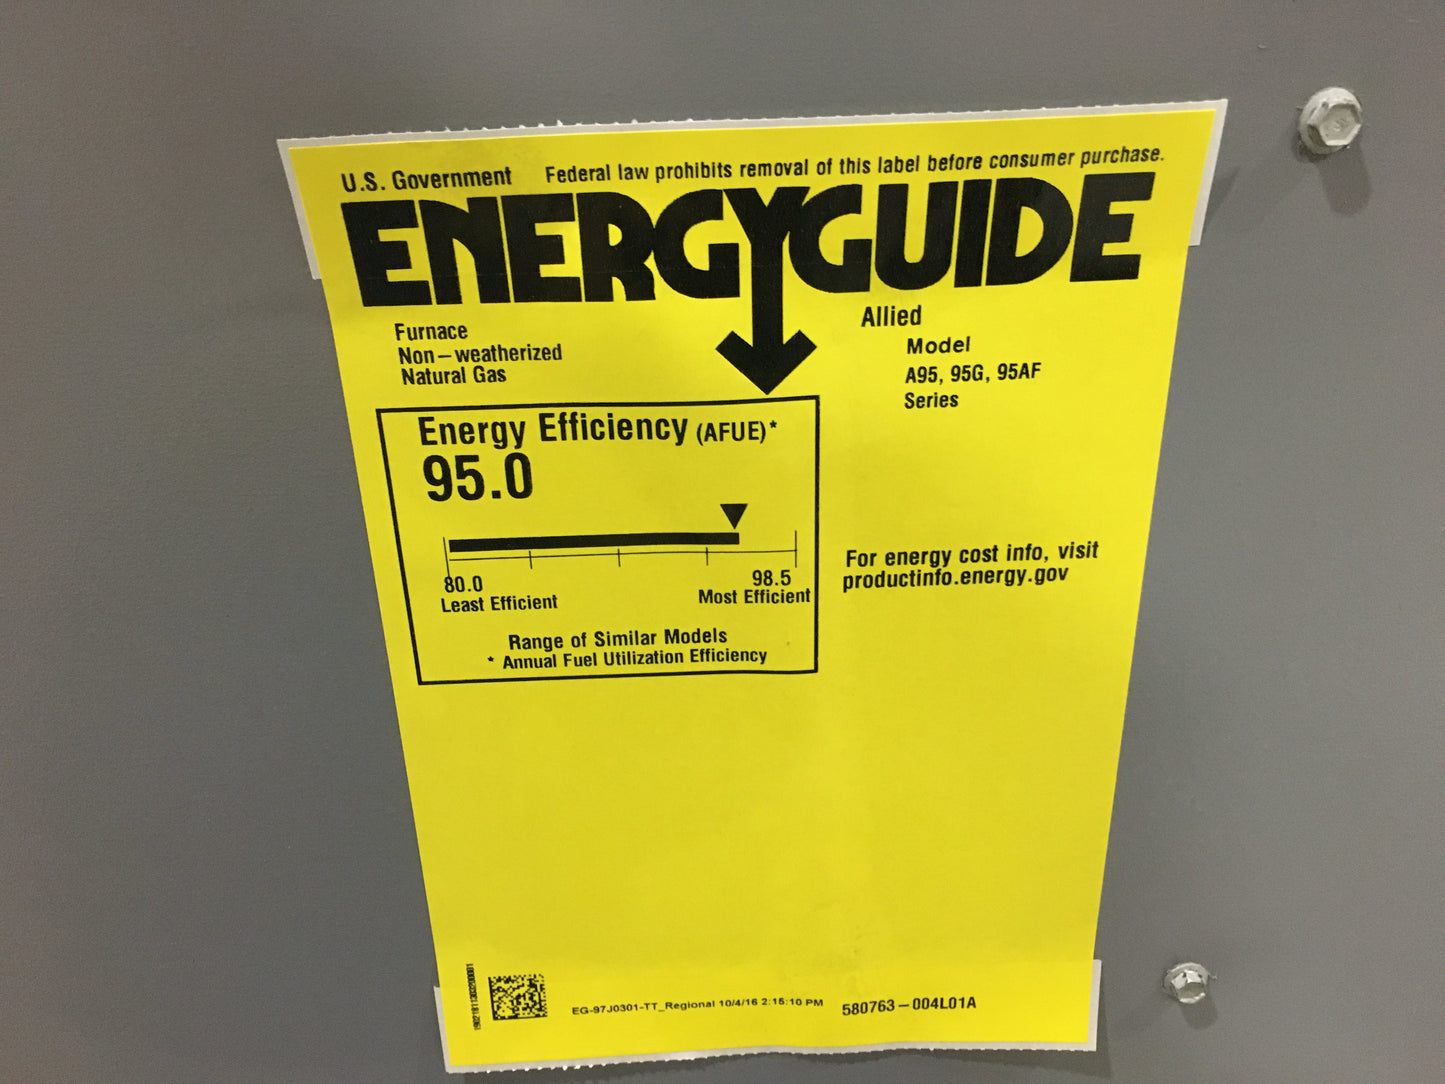 U.S. Government Federal law prohibits removal of this label before consumer purchase.
ENERGYGUIDE
Furnace
Non-weatherized
Natural Gas
Allied
Model
A95, 95G, 95AF
Series
Energy Efficiency (AFUE)*
95.0
80.0 98.5
Least Efficient Most Efficient
Range of Similar Models
* Annual Fuel Utilization Efficiency
For energy cost info, visit
productinfo.energy.gov
EG-97J0301-TT_Regional 10/4/16 2:15:10 PM
580763-004L01A